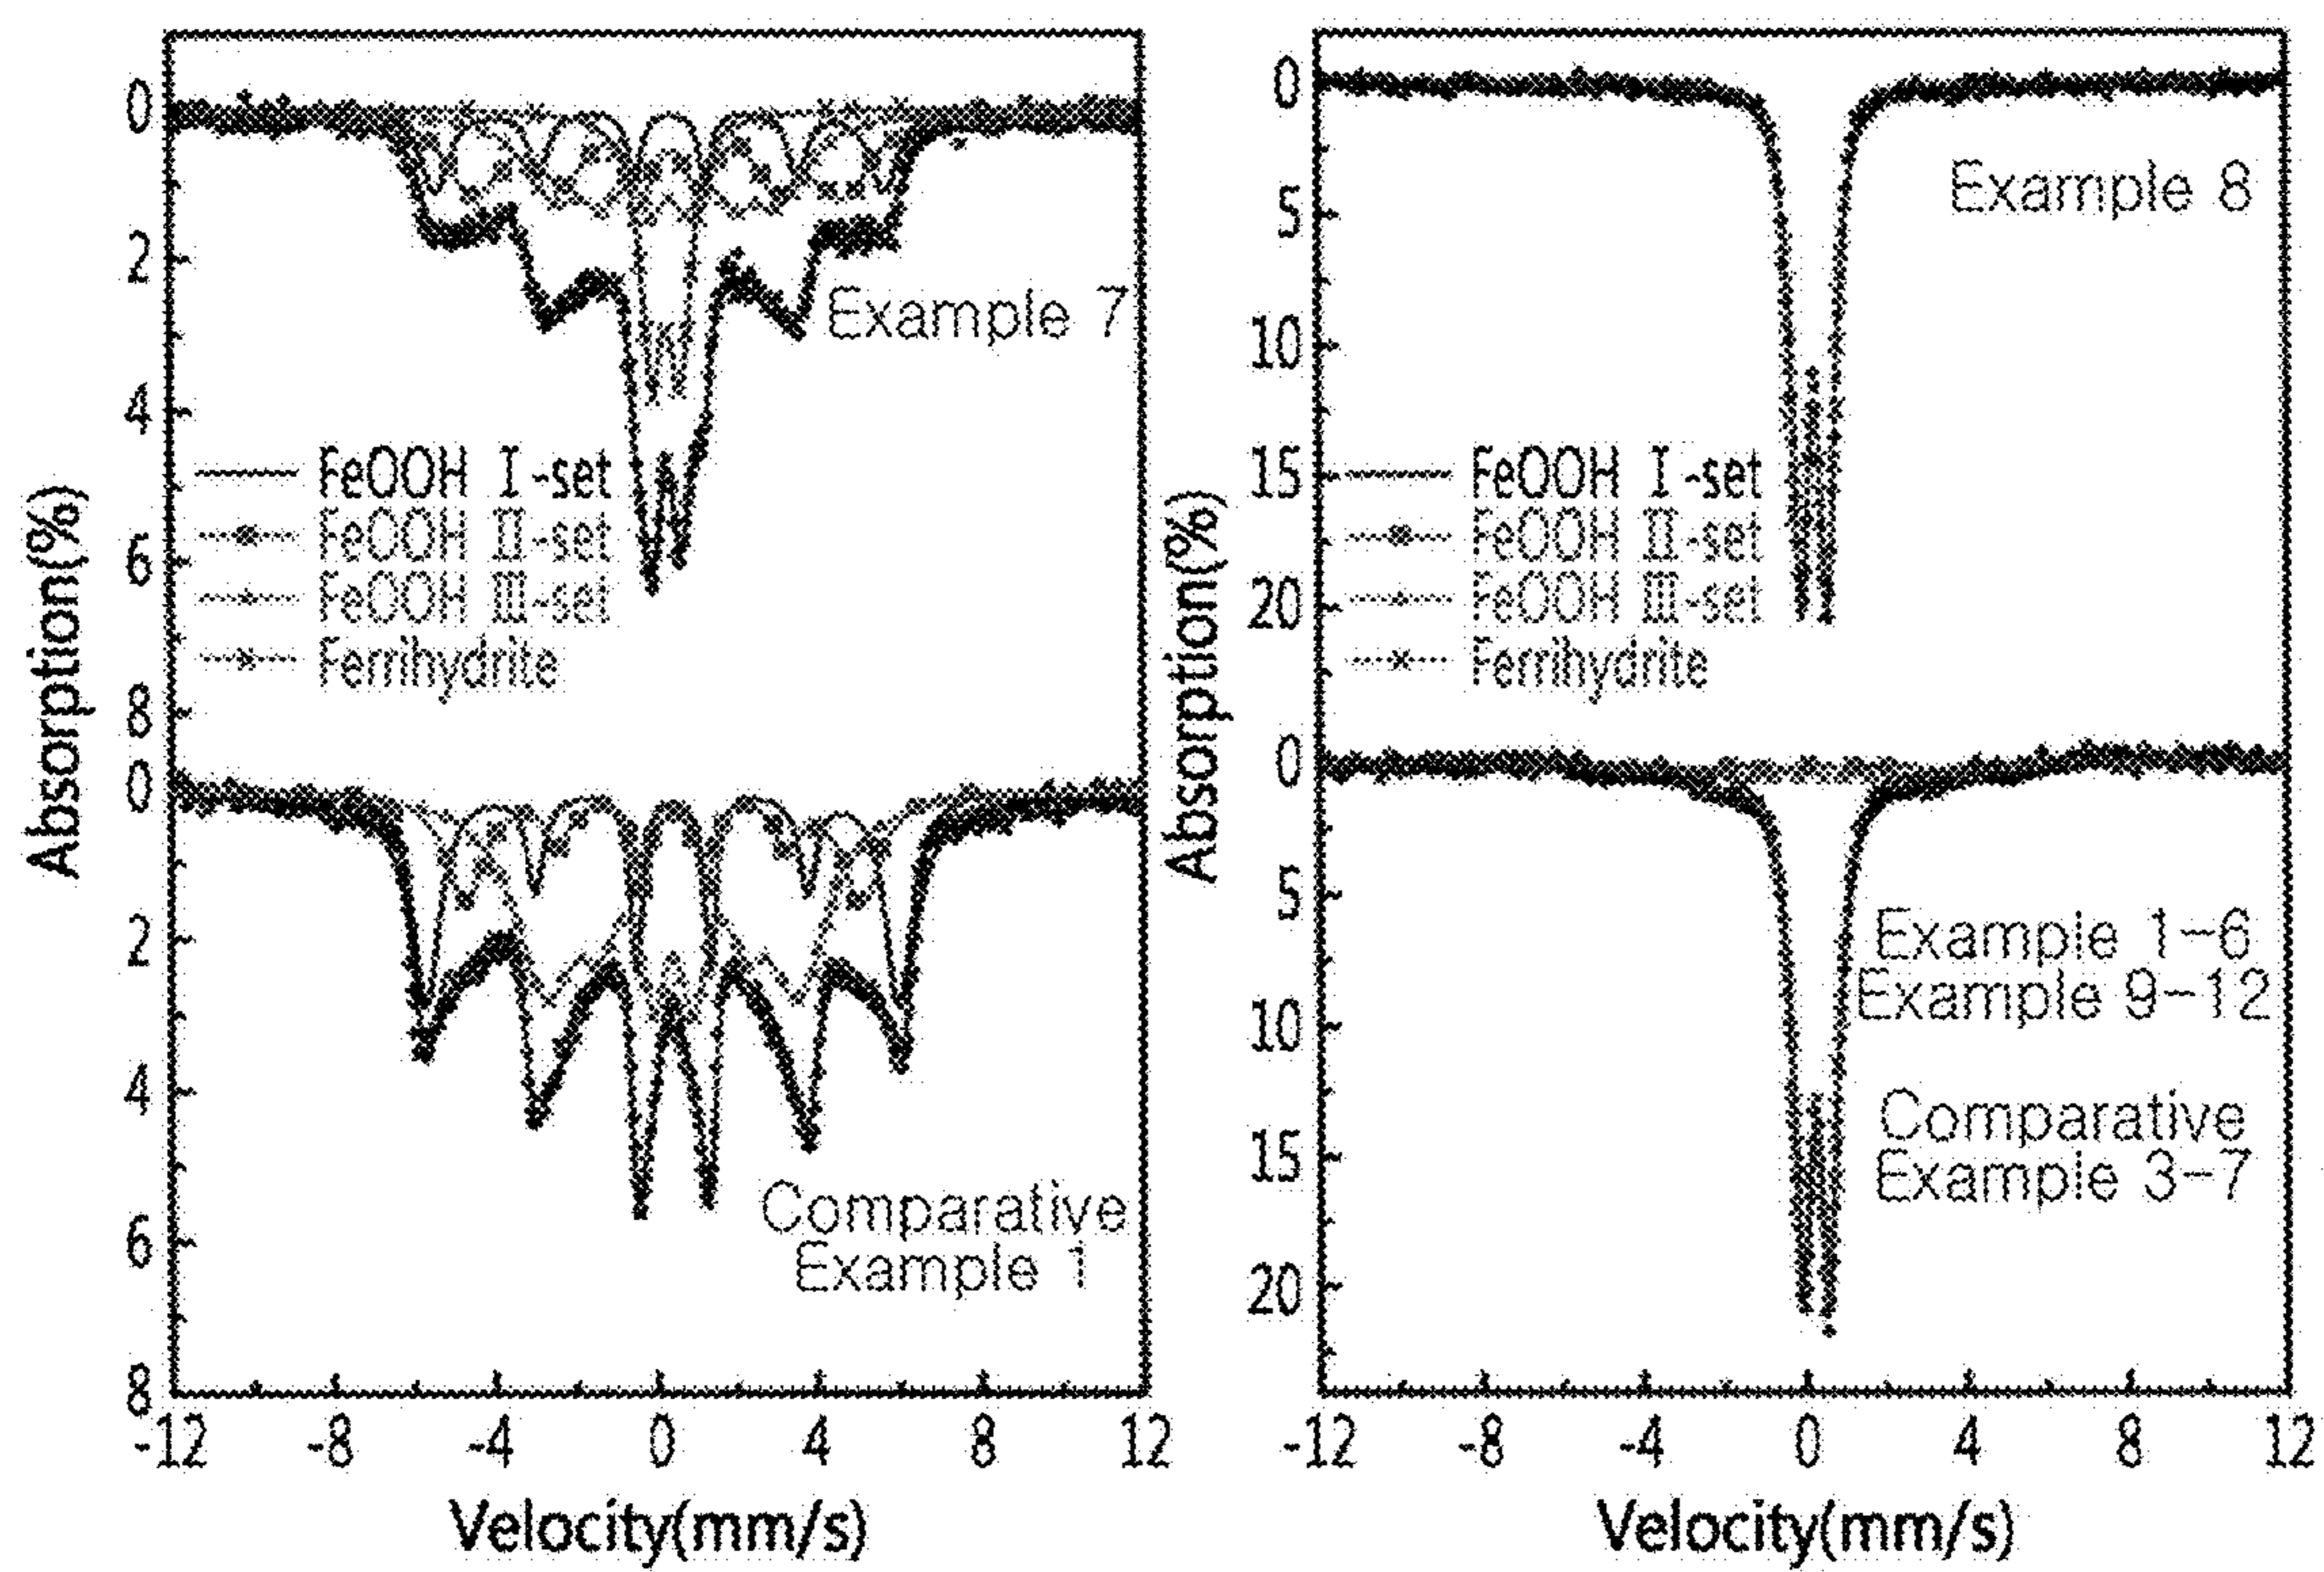 Absorption(%)
0
2
4
6
8
0
2
4
6
8
Example 7
FeOOH I-set
FeOOH II-set
FeOOH III-set
Ferrihydrite
Comparative
Example 1
-12 -8 -4 0 4 8 12
Velocity(mm/s)
Absorption(%)
0
5
10
15
20
0
5
10
15
20
Example 8
FeOOH I-set
FeOOH II-set
FeOOH III-set
Ferrihydrite
Example 1-6
Example 9-12
Comparative
Example 3-7
-12 -8 -4 0 4 8 12
Velocity(mm/s)